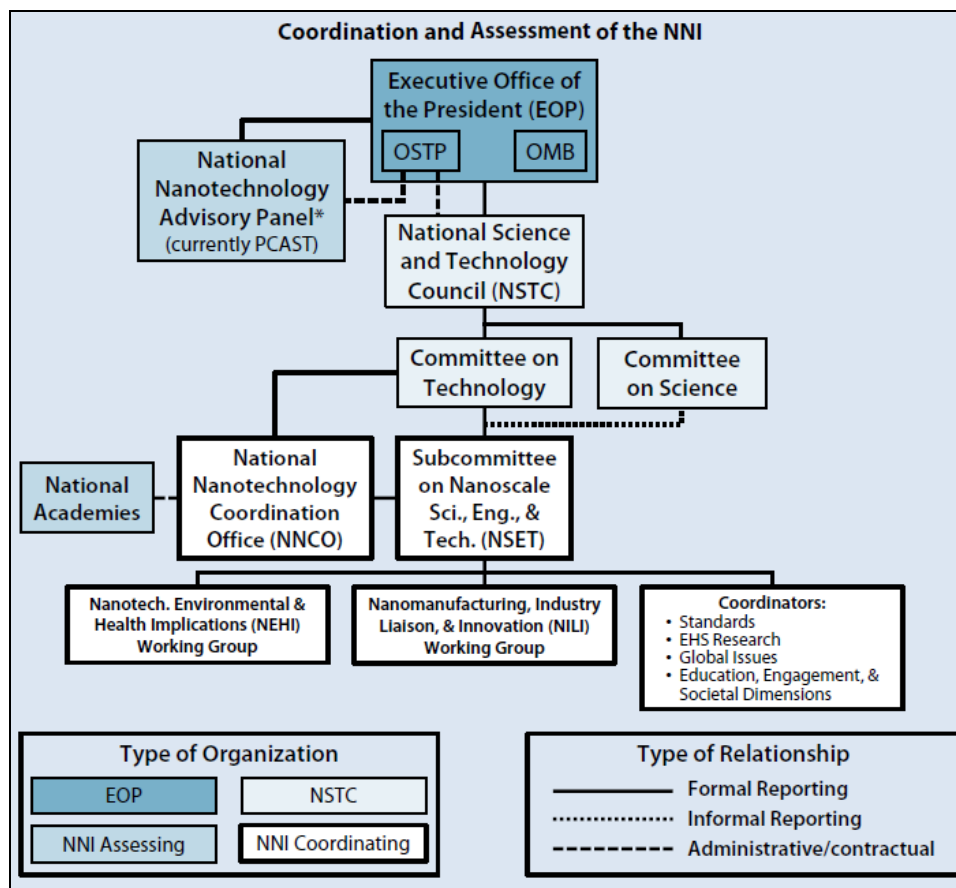 Coordination and Assessment of the NNI
Executive Office of
the President (EOP)
OSTP
OMB
National
Nanotechnology
Advisory Panel*
(currently PCAST)
National Science
and Technology
Council (NSTC)
Committee on
Technology
Committee
on Science
National
Academies
National
Nanotechnology
Coordination
Office (NNCO)
Subcommittee
on Nanoscale
Sci., Eng., &
Tech. (NSET)
Nanotech. Environmental &
Health Implications (NEHI)
Working Group
Nanomanufacturing, Industry
Liaison, & Innovation (NILI)
Working Group
Coordinators:
• Standards
• EHS Research
• Global Issues
• Education, Engagement, &
Societal Dimensions
Type of Organization
EOP
NSTC
NNI Assessing
NNI Coordinating
Type of Relationship
Formal Reporting
Informal Reporting
Administrative/contractual